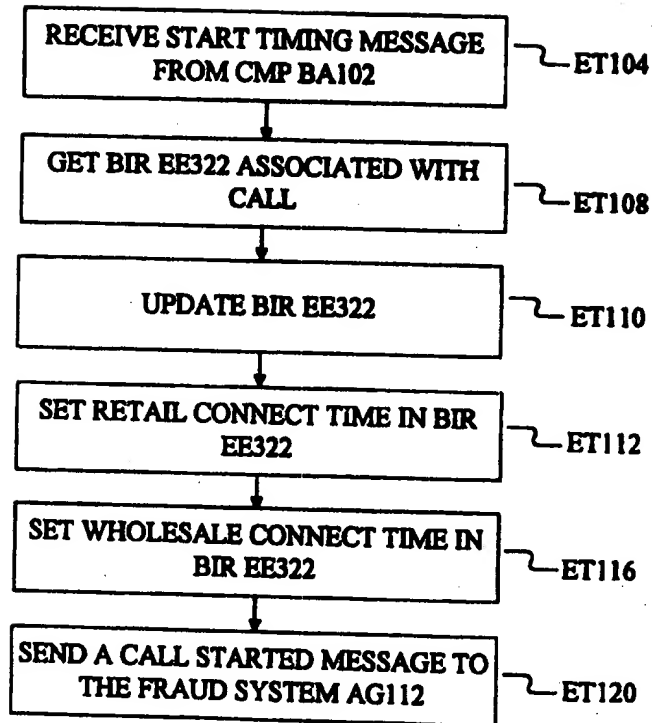 RECEIVE START TIMING MESSAGE
FROM CMP BA102
ET104
GET BIR EE322 ASSOCIATED WITH
CALL
ET108
UPDATE BIR EE322
ET110
SET RETAIL CONNECT TIME IN BIR
EE322
ET112
SET WHOLESALE CONNECT TIME IN
BIR EE322
ET116
SEND A CALL STARTED MESSAGE TO
THE FRAUD SYSTEM AG112
ET120